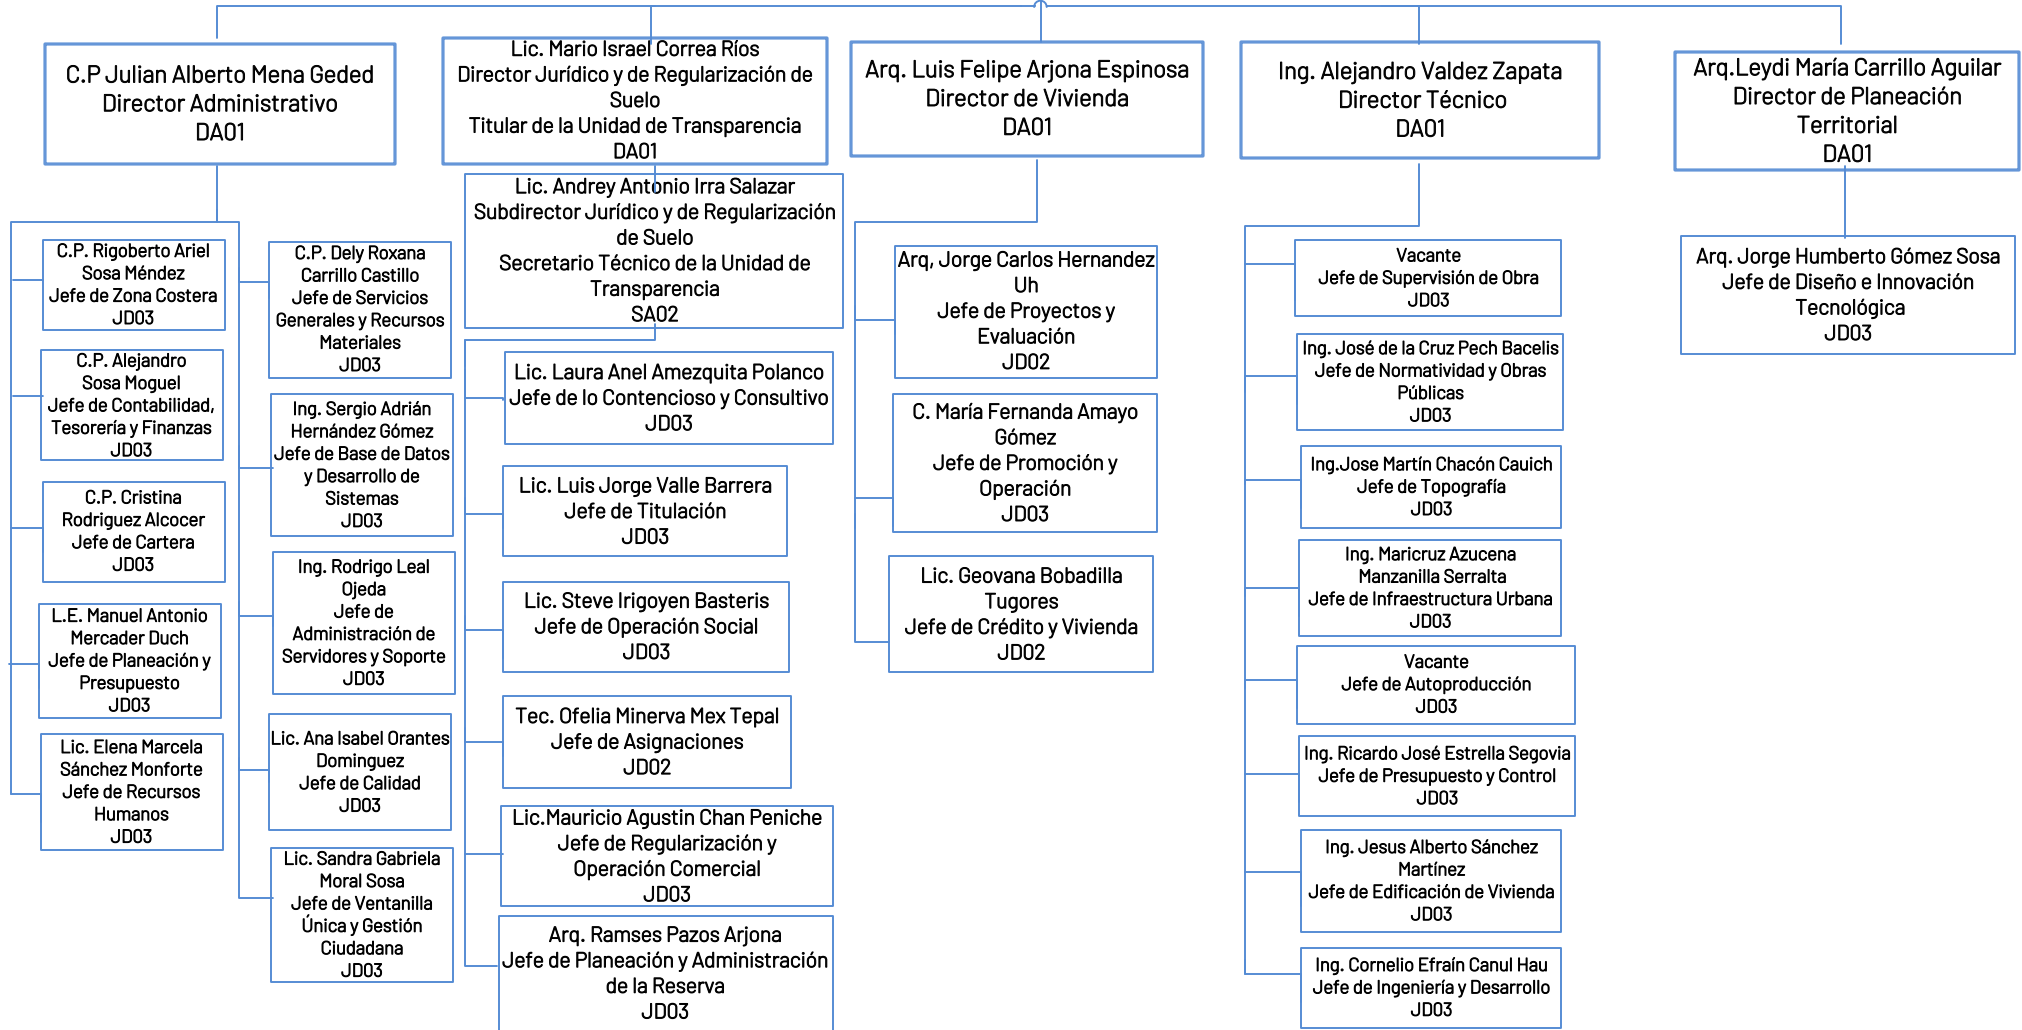 C.P Julian Alberto Mena Geded
Director Administrativo
DA01
C.P. Rigoberto Ariel
Sosa Méndez
Jefe de Zona Costera
JD03
C.P. Alejandro
Sosa Moguel
Jefe de Contabilidad,
Tesorería y Finanzas
JD03
C.P. Cristina
Rodriguez Alcocer
Jefe de Cartera
JD03
L.E. Manuel Antonio
Mercader Duch
Jefe de Planeación y
Presupuesto
JD03
Lic. Elena Marcela
Sánchez Monforte
Jefe de Recursos
Humanos
JD03
C.P. Dely Roxana
Carrillo Castillo
Jefe de Servicios
Generales y Recursos
Materiales
JD03
Ing. Sergio Adrián
Hernández Gómez
Jefe de Base de Datos
y Desarrollo de
Sistemas
JD03
Ing. Rodrigo Leal
Ojeda
Jefe de
Administración de
Servidores y Soporte
JD03
Lic. Ana Isabel Orantes
Dominguez
Jefe de Calidad
JD03
Lic. Sandra Gabriela
Moral Sosa
Jefe de Ventanilla
Única y Gestión
Ciudadana
JD03
Lic. Mario Israel Correa Ríos
Director Jurídico y de Regularización de
Suelo
Titular de la Unidad de Transparencia
DA01
Lic. Andrey Antonio Irra Salazar
Subdirector Jurídico y de Regularización
de Suelo
Secretario Técnico de la Unidad de
Transparencia
SA02
Lic. Laura Anel Amezquita Polanco
Jefe de lo Contencioso y Consultivo
JD03
Lic. Luis Jorge Valle Barrera
Jefe de Titulación
JD03
Lic. Steve Irigoyen Basteris
Jefe de Operación Social
JD03
Tec. Ofelia Minerva Mex Tepal
Jefe de Asignaciones
JD02
Lic.Mauricio Agustin Chan Peniche
Jefe de Regularización y
Operación Comercial
JD03
Arq. Ramses Pazos Arjona
Jefe de Planeación y Administración
de la Reserva
JD03
Arq. Luis Felipe Arjona Espinosa
Director de Vivienda
DA01
Arq, Jorge Carlos Hernandez
Uh
Jefe de Proyectos y
Evaluación
JD02
C. María Fernanda Amayo
Gómez
Jefe de Promoción y
Operación
JD03
Lic. Geovana Bobadilla
Tugores
Jefe de Crédito y Vivienda
JD02
Ing. Alejandro Valdez Zapata
Director Técnico
DA01
Vacante
Jefe de Supervisión de Obra
JD03
Ing. José de la Cruz Pech Bacelis
Jefe de Normatividad y Obras
Públicas
JD03
Ing.Jose Martín Chacón Cauich
Jefe de Topografía
JD03
Ing. Maricruz Azucena
Manzanilla Serralta
Jefe de Infraestructura Urbana
JD03
Vacante
Jefe de Autoproducción
JD03
Ing. Ricardo José Estrella Segovia
Jefe de Presupuesto y Control
JD03
Ing. Jesus Alberto Sánchez
Martínez
Jefe de Edificación de Vivienda
JD03
Ing. Cornelio Efraín Canul Hau
Jefe de Ingeniería y Desarrollo
JD03
Arq.Leydi María Carrillo Aguilar
Director de Planeación
Territorial
DA01
Arq. Jorge Humberto Gómez Sosa
Jefe de Diseño e Innovación
Tecnológica
JD03